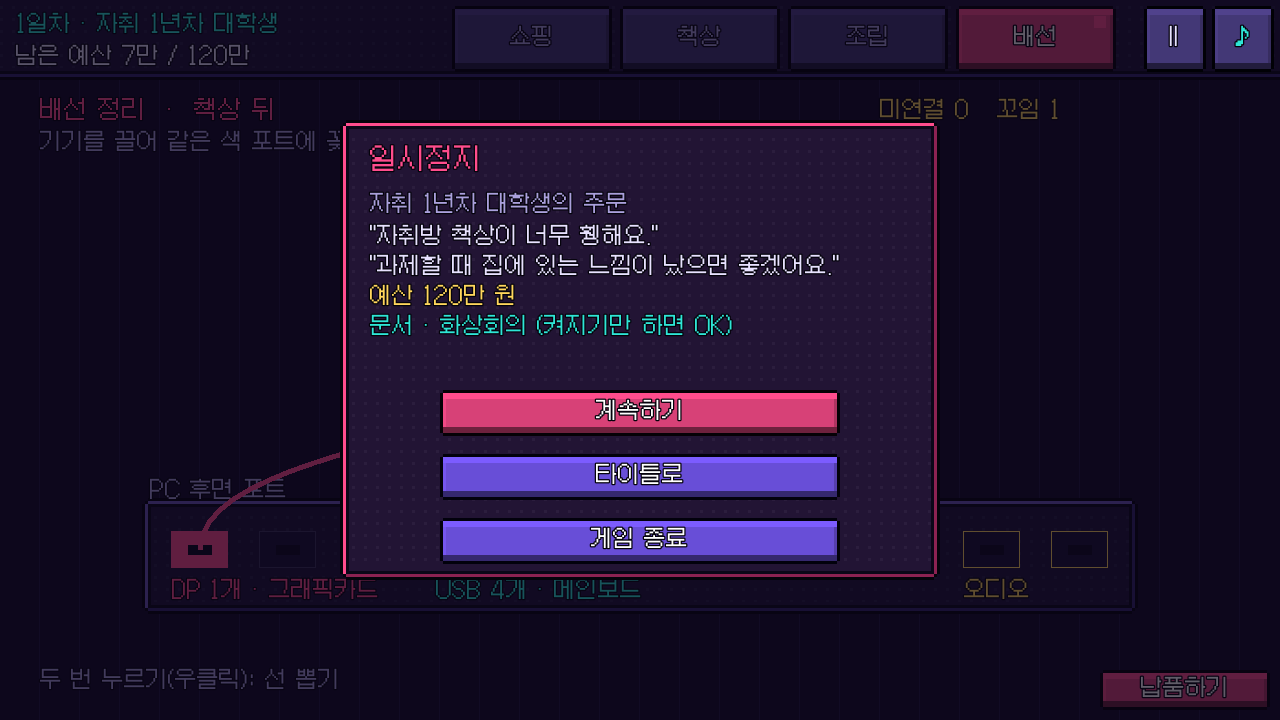 1일차 · 자취 1년차 대학생
남은 예산 7만 / 120만
쇼핑
책상
조립
배선
배선 정리 · 책상 뒤
미연결 0 꼬임 1
기기를 끌어 같은 색 포트에
일시정지
자취 1년차 대학생의 주문
"자취방 책상이 너무 휑해요."
"과제할 때 집에 있는 느낌이 났으면 좋겠어요."
예산 120만 원
문서 · 화상회의 (켜지기만 하면 OK)
계속하기
타이틀로
게임 종료
PC 후면 포트
DP 1개 · 그래픽카드
USB 4개 · 메인보드
오디오
두 번 누르기(우클릭): 선 뽑기
납품하기